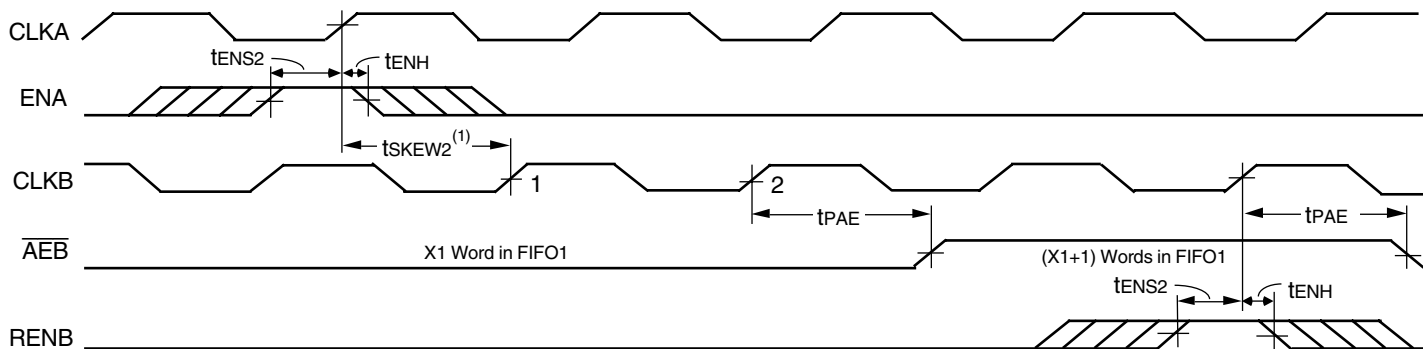 CLKA
tENS2
tENH
ENA
tSKEW2(1)
CLKB
1
2
tPAE
tPAE
AEB
X1 Word in FIFO1
(X1+1) Words in FIFO1
tENS2
tENH
RENB